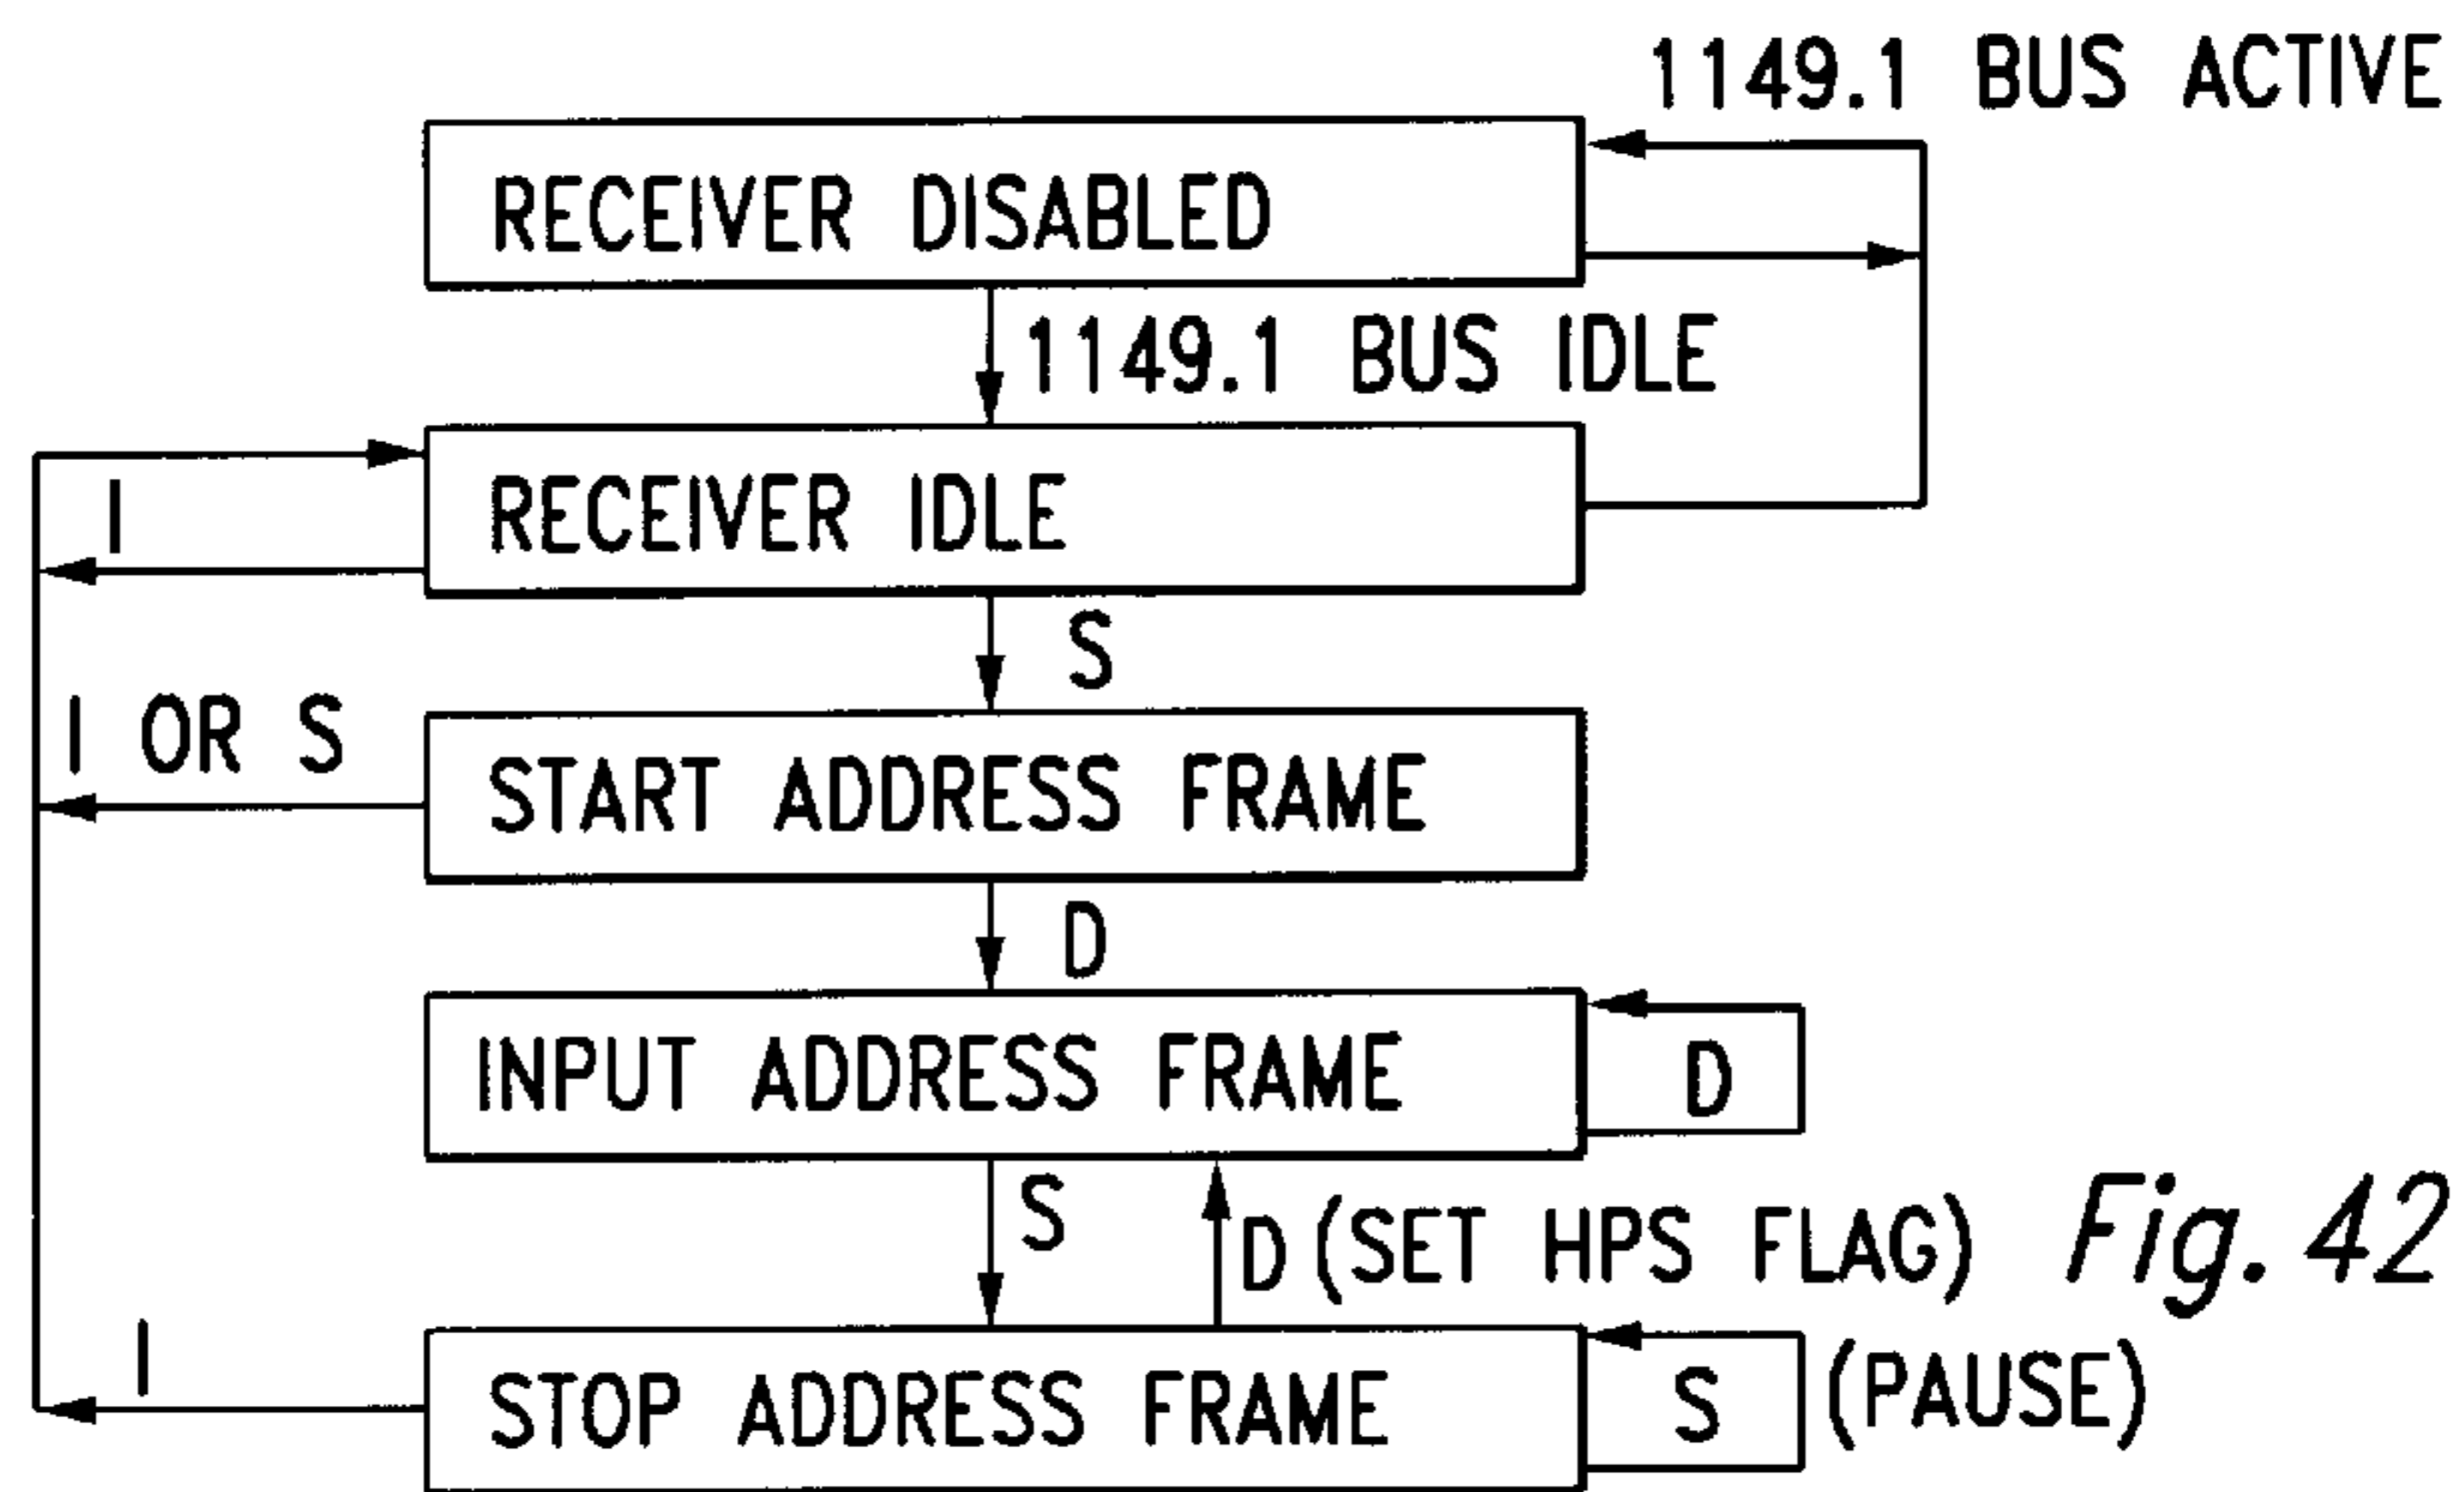 1149.1 BUS ACTIVE
RECEIVER DISABLED
1149.1 BUS IDLE
RECEIVER IDLE
I
S
I OR S
START ADDRESS FRAME
D
INPUT ADDRESS FRAME
D
S
D (SET HPS FLAG)
Fig. 42
I
STOP ADDRESS FRAME
S
(PAUSE)